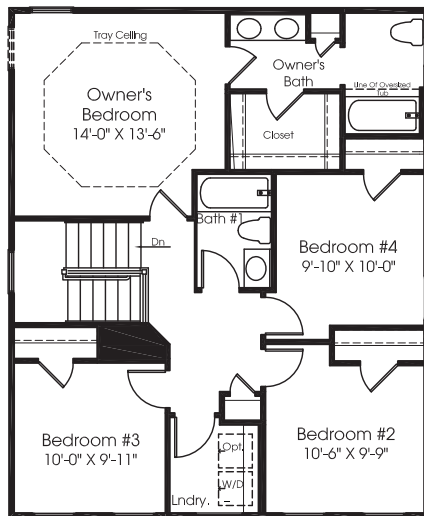 Tray Ceiling
Owner's
Bath
Line Of Oversized
Tub
Owner's
Bedroom
14'-0" X 13'-6"
Closet
Bath #1
Dn
Bedroom #4
9'-10" X 10'-0"
Bedroom #3
10'-0" X 9'-11"
Bedroom #2
10'-6" X 9'-9"
Opt.
W/D
Lndry.